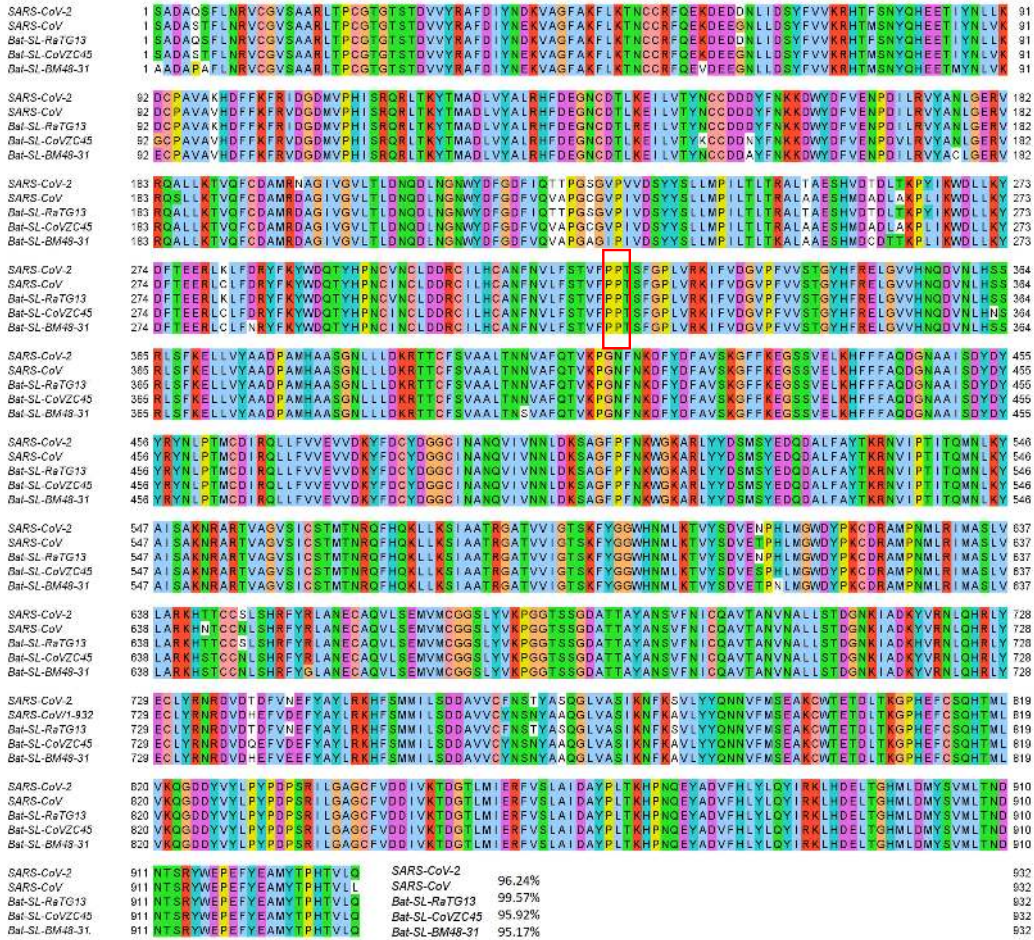 SARS-CoV-2 1 SADAQSFLNRVCGVSAARLTPCGTGTSTDVVYRAFDIYNDKVAGFAKFLKTNCCRFQEKDEDDNLIDSYFVVKRHTFSNYQHEETIYNLLK 91
SARS-CoV 1 91
Bat-SL-RaTG13 1 SADAQSFLNRVCGVSAARLTPCGTGTSTDVVYRAFDIYNDKVAGFAKFLKTNCCRFQEKDEDDNLIDSYFVVKRHTFSNYQHEETIYNLLK 91
Bat-SL-CoVZC45 1 91
Bat-SL-BM48-31 1 91
SARS-CoV-2 92 DCPAVAKHDFFKFRIDGDMVPHISRQRLTKYTMADLVYALRHFDEGNCDTLKEILVTYNCCDDDYFNKKDWYDFVENPDILRVYANLGERV 182
SARS-CoV 92 DCPAVAVHDFFKFRVDGDMVPHISRQRLTKYTMADLVYALRHFDEGNCDTLKEILVTYNCCDDDYFNKKDWYDFVENPDILRVYANLGERV 182
Bat-SL-RaTG13 92 DCPAVAKHDFFKFRIDGDMVPHISRQRLTKYTMADLVYALRHFDEGNCDTLKEILVTYNCCDDDYFNKKDWYDFVENPDILRVYANLGERV 182
Bat-SL-CoVZC45 92 182
Bat-SL-BM48-31 92 182
SARS-CoV-2 183 RQALLKTVQFCDAMRNAGIVGVLTLDNQDLNGNWYDFGDFIQTTPGSGVPVVDSYYSLLMPILTLTRALTAESHVDTDLTKPYIKWDLLKY 273
SARS-CoV 183 RQSLLKTVQFCDAMRDAGIVGVLTLDNQDLNGNWYDFGDFVQVAPGCGVPIVDSYYSLLMPILTLTRALAAESHMDADLAKPLIKWDLLKY 273
Bat-SL-RaTG13 183 273
Bat-SL-CoVZC45 183 273
Bat-SL-BM48-31 183 273
SARS-CoV-2 274 DFTEERLKLFDRYFKYWDQTYHPNCVNCLDDRCILHCANFNVLFSTVFPPTSFGPLVRKIFVDGVPFVVSTGYHFRELGVVHNQDVNLHSS 364
SARS-CoV 274 DFTEERLCLFDRYFKYWDQTYHPNCINCLDDRCILHCANFNVLFSTVFPPTSFGPLVRKIFVDGVPFVVSTGYHFRELGVVHNQDVNLHSS 364
Bat-SL-RaTG13 274 DFTEERLKLFDRYFKYWDQTYHPNCVNCLDDRCILHCANFNVLFSTVFPPTSFGPLVRKIFVDGVPFVVSTGYHFRELGVVHNQDVNLHSS 364
Bat-SL-CoVZC45 274 364
Bat-SL-BM48-31 274 364
SARS-CoV-2 365 RLSFKELLVYAADPAMHAASGNLLLDKRTTCFSVAALTNNVAFQTVKPGNFNKDFYDFAVSKGFFKEGSSVELKHFFFAQDGNAAISDYDY 455
SARS-CoV 365 RLSFKELLVYAADPAMHAASGNLLLDKRTTCFSVAALTNNVAFQTVKPGNFNKDFYDFAVSKGFFKEGSSVELKHFFFAQDGNAAISDYDY 455
Bat-SL-RaTG13 365 RLSFKELLVYAADPAMHAASGNLLLDKRTTCFSVAALTNNVAFQTVKPGNFNKDFYDFAVSKGFFKEGSSVELKHFFFAQDGNAAISDYDY 455
Bat-SL-CoVZC45 365 RLSFKELLVYAADPAMHAASGNLLLDKRTTCFSVAALTNNVAFQTVKPGNFNKDFYDFAVSKGFFKEGSSVELKHFFFAQDGNAAISDYDY 455
Bat-SL-BM48-31 365 RLSFKELLVYAADPAMHAASGNLLLDKRTTCFSVAALTNSVAFQTVKPGNFNKDFYDFAVSKGFFKEGSSVELKHFFFAQDGNAAISDYDY 455
SARS-CoV-2 456 YRYNLPTMCDIRQLLFVVEVVDKYFDCYDGGCINANQVIVNNLDKSAGFPFNKWGKARLYYDSMSYEDQDALFAYTKRNVIPTITQMNLKY 546
SARS-CoV 456 YRYNLPTMCDIRQLLFVVEVVDKYFDCYDGGCINANQVIVNNLDKSAGFPFNKWGKARLYYDSMSYEDQDALFAYTKRNVIPTITQMNLKY 546
Bat-SL-RaTG13 456 YRYNLPTMCDIRQLLFVVEVVDKYFDCYDGGCINANQVIVNNLDKSAGFPFNKWGKARLYYDSMSYEDQDALFAYTKRNVIPTITQMNLKY 546
Bat-SL-CoVZC45 456 YRYNLPTMCDIRQLLFVVEVVDKYFDCYDGGCINANQVIVNNLDKSAGFPFNKWGKARLYYDSMSYEDQDALFAYTKRNVIPTITQMNLKY 546
Bat-SL-BM48-31 456 YRYNLPTMCDIRQLLFVVEVVDKYFDCYDGGCINANQVIVNNLDKSAGFPFNKWGKARLYYDSMSYEDQDALFAYTKRNVIPTITQMNLKY 546
SARS-CoV-2 547 AISAKNRARTVAGVSICSTMTNRQFHQKLLKSIAATRGATVVIGTSKFYGGWHNMLKTVYSDVENPHLMGWDYPKCDRAMPNMLRIMASLV 637
SARS-CoV 547 AISAKNRARTVAGVSICSTMTNRQFHQKLLKSIAATRGATVVIGTSKFYGGWHNMLKTVYSDVETPHLMGWDYPKCDRAMPNMLRIMASLV 637
Bat-SL-RaTG13 547 AISAKNRARTVAGVSICSTMTNRQFHQKLLKSIAATRGATVVIGTSKFYGGWHNMLKTVYSDVENPHLMGWDYPKCDRAMPNMLRIMASLV 637
Bat-SL-CoVZC45 547 AISAKNRARTVAGVSICSTMTNRQFHQKLLKSIAATRGATVVIGTSKFYGGWHNMLKTVYSDVESPHLMGWDYPKCDRAMPNMLRIMASLV 637
Bat-SL-BM48-31 547 AISAKNRARTVAGVSICSTMTNRQFHQKLLKSIAATRGATVVIGTSKFYGGWHNMLKTVYSDVETPNLMGWDYPKCDRAMPNMLRIMASLV 637
SARS-CoV-2 638 LARKHTTCCSLSHRFYRLANECAQVLSEMVMCGGSLYVKPGGTSSGDATTAYANSVFNICQAVTANVNALLSTDGNKIADKYVRNLQHRLY 728
SARS-CoV 638 LARKHNTCCNLSHRFYRLANECAQVLSEMVMCGGSLYVKPGGTSSGDATTAYANSVFNICQAVTANVNALLSTDGNKIADKYVRNLQHRLY 728
Bat-SL-RaTG13 638 LARKHTTCCSLSHRFYRLANECAQVLSEMVMCGGSLYVKPGGTSSGDATTAYANSVFNICQAVTANVNALLSTDGNKIADKYVRNLQHRLY 728
Bat-SL-CoVZC45 638 728
Bat-SL-BM48-31 638 728
SARS-CoV-2 729 ECLYRNRDVDTDFVNEFYAYLRKHFSMMILSDDAVVCFNSTYASQGLVASIKNFKSVLYYQNNVFMSEAKCWTETDLTKGPHEFCSQHTML 819
SARS-CoV/1-932 729 ECLYRNRDVDHEFVDEFYAYLRKHFSMMILSDDAVVCYNSNYAAQGLVASIKNFKAVLYYQNNVFMSEAKCWTETDLTKGPHEFCSQHTML 819
Bat-SL-RaTG13 729 ECLYRNRDVDTDFVNEFYAYLRKHFSMMILSDDAVVCFNSTYASQGLVASIKNFKSVLYYQNNVFMSEAKCWTETDLTKGPHEFCSQHTML 819
Bat-SL-CoVZC45 729 ECLYRNRDVDQEFVDEFYAYLRKHFSMMILSDDAVVCYNSNYAAQGLVASIKNFKAVLYYQNNVFMSEAKCWTETDLTKGPHEFCSQHTML 819
Bat-SL-BM48-31 729 ECLYRNRDVDHEFVDEFYAYLRKHFSMMILSDDAVVCYNSNYAAQGLVASIKNFKAVLYYQNNVFMSEAKCWTETDLTKGPHEFCSQHTML 819
SARS-CoV-2 820 VKQGDDYVYLPYPDPSRILGAGCFVDDIVKTDGTLMIERFVSLAIDAYPLTKHPNQEYADVFHLYLQYIRKLHDELTGHMLDMYSVMLTND 910
SARS-CoV 820 VKQGDDYVYLPYPDPSRILGAGCFVDDIVKTDGTLMIERFVSLAIDAYPLTKHPNQEYADVFHLYLQYIRKLHDELTGHMLDMYSVMLTND 910
Bat-SL-RaTG13 820 VKQGDDYVYLPYPDPSRILGAGCFVDDIVKTDGTLMIERFVSLAIDAYPLTKHPNQEYADVFHLYLQYIRKLHDELTGHMLDMYSVMLTND 910
Bat-SL-CoVZC45 820 VKQGDDYVYLPYPDPSRILGAGCFVDDIVKTDGTLMIERFVSLAIDAYPLTKHPNQEYADVFHLYLQYIRKLHDELTGHMLDMYSVMLTND 910
Bat-SL-BM48-31 820 VKQGDDYVYLPYPDPSRILGAGCFVDDIVKTDGTLMIERFVSLAIDAYPLTKHPNQEYADVFHLYLQYIRKLHDELTGHMLDMYSVMLTND 910
SARS-CoV-2 911 NTSRYWEPEFYEAMYTPHTVLQ SARS-CoV-2 932
SARS-CoV 911 NTSRYWEPEFYEAMYTPHTVLL SARS-CoV 96.24% 932
Bat-SL-RaTG13 911 NTSRYWEPEFYEAMYTPHTVLQ Bat-SL-RaTG13 99.57% 932
Bat-SL-CoVZC45 911 NTSRYWEPEFYEAMYTPHTVLQ Bat-SL-CoVZC45 95.92% 932
Bat-SL-BM48-31. 911 NTSRYWEPEFYEAMYTPHTVLQ Bat-SL-BM48-31 95.17% 932